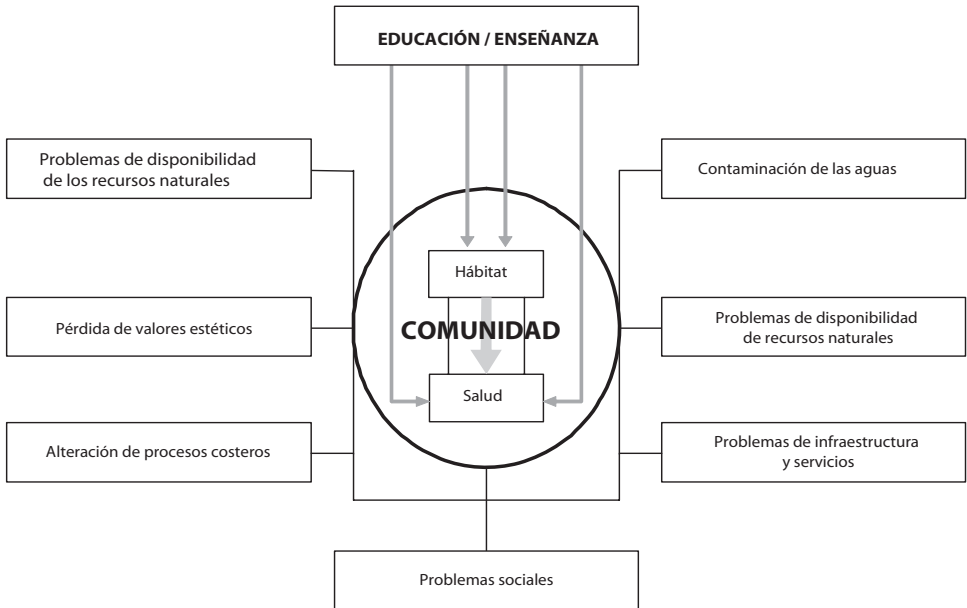 EDUCACIÓN / ENSEÑANZA
Problemas de disponibilidad
de los recursos naturales
Contaminación de las aguas
Hábitat
Pérdida de valores estéticos
COMUNIDAD
Problemas de disponibilidad
de recursos naturales
Salud
Alteración de procesos costeros
Problemas de infraestructura
y servicios
Problemas sociales